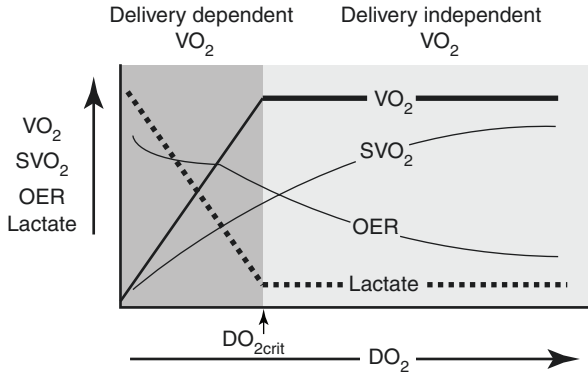 Delivery dependent
VO₂
Delivery independent
VO₂
VO₂
SVO₂
OER
Lactate
VO₂
SVO₂
OER
Lactate
DO₂crit
DO₂